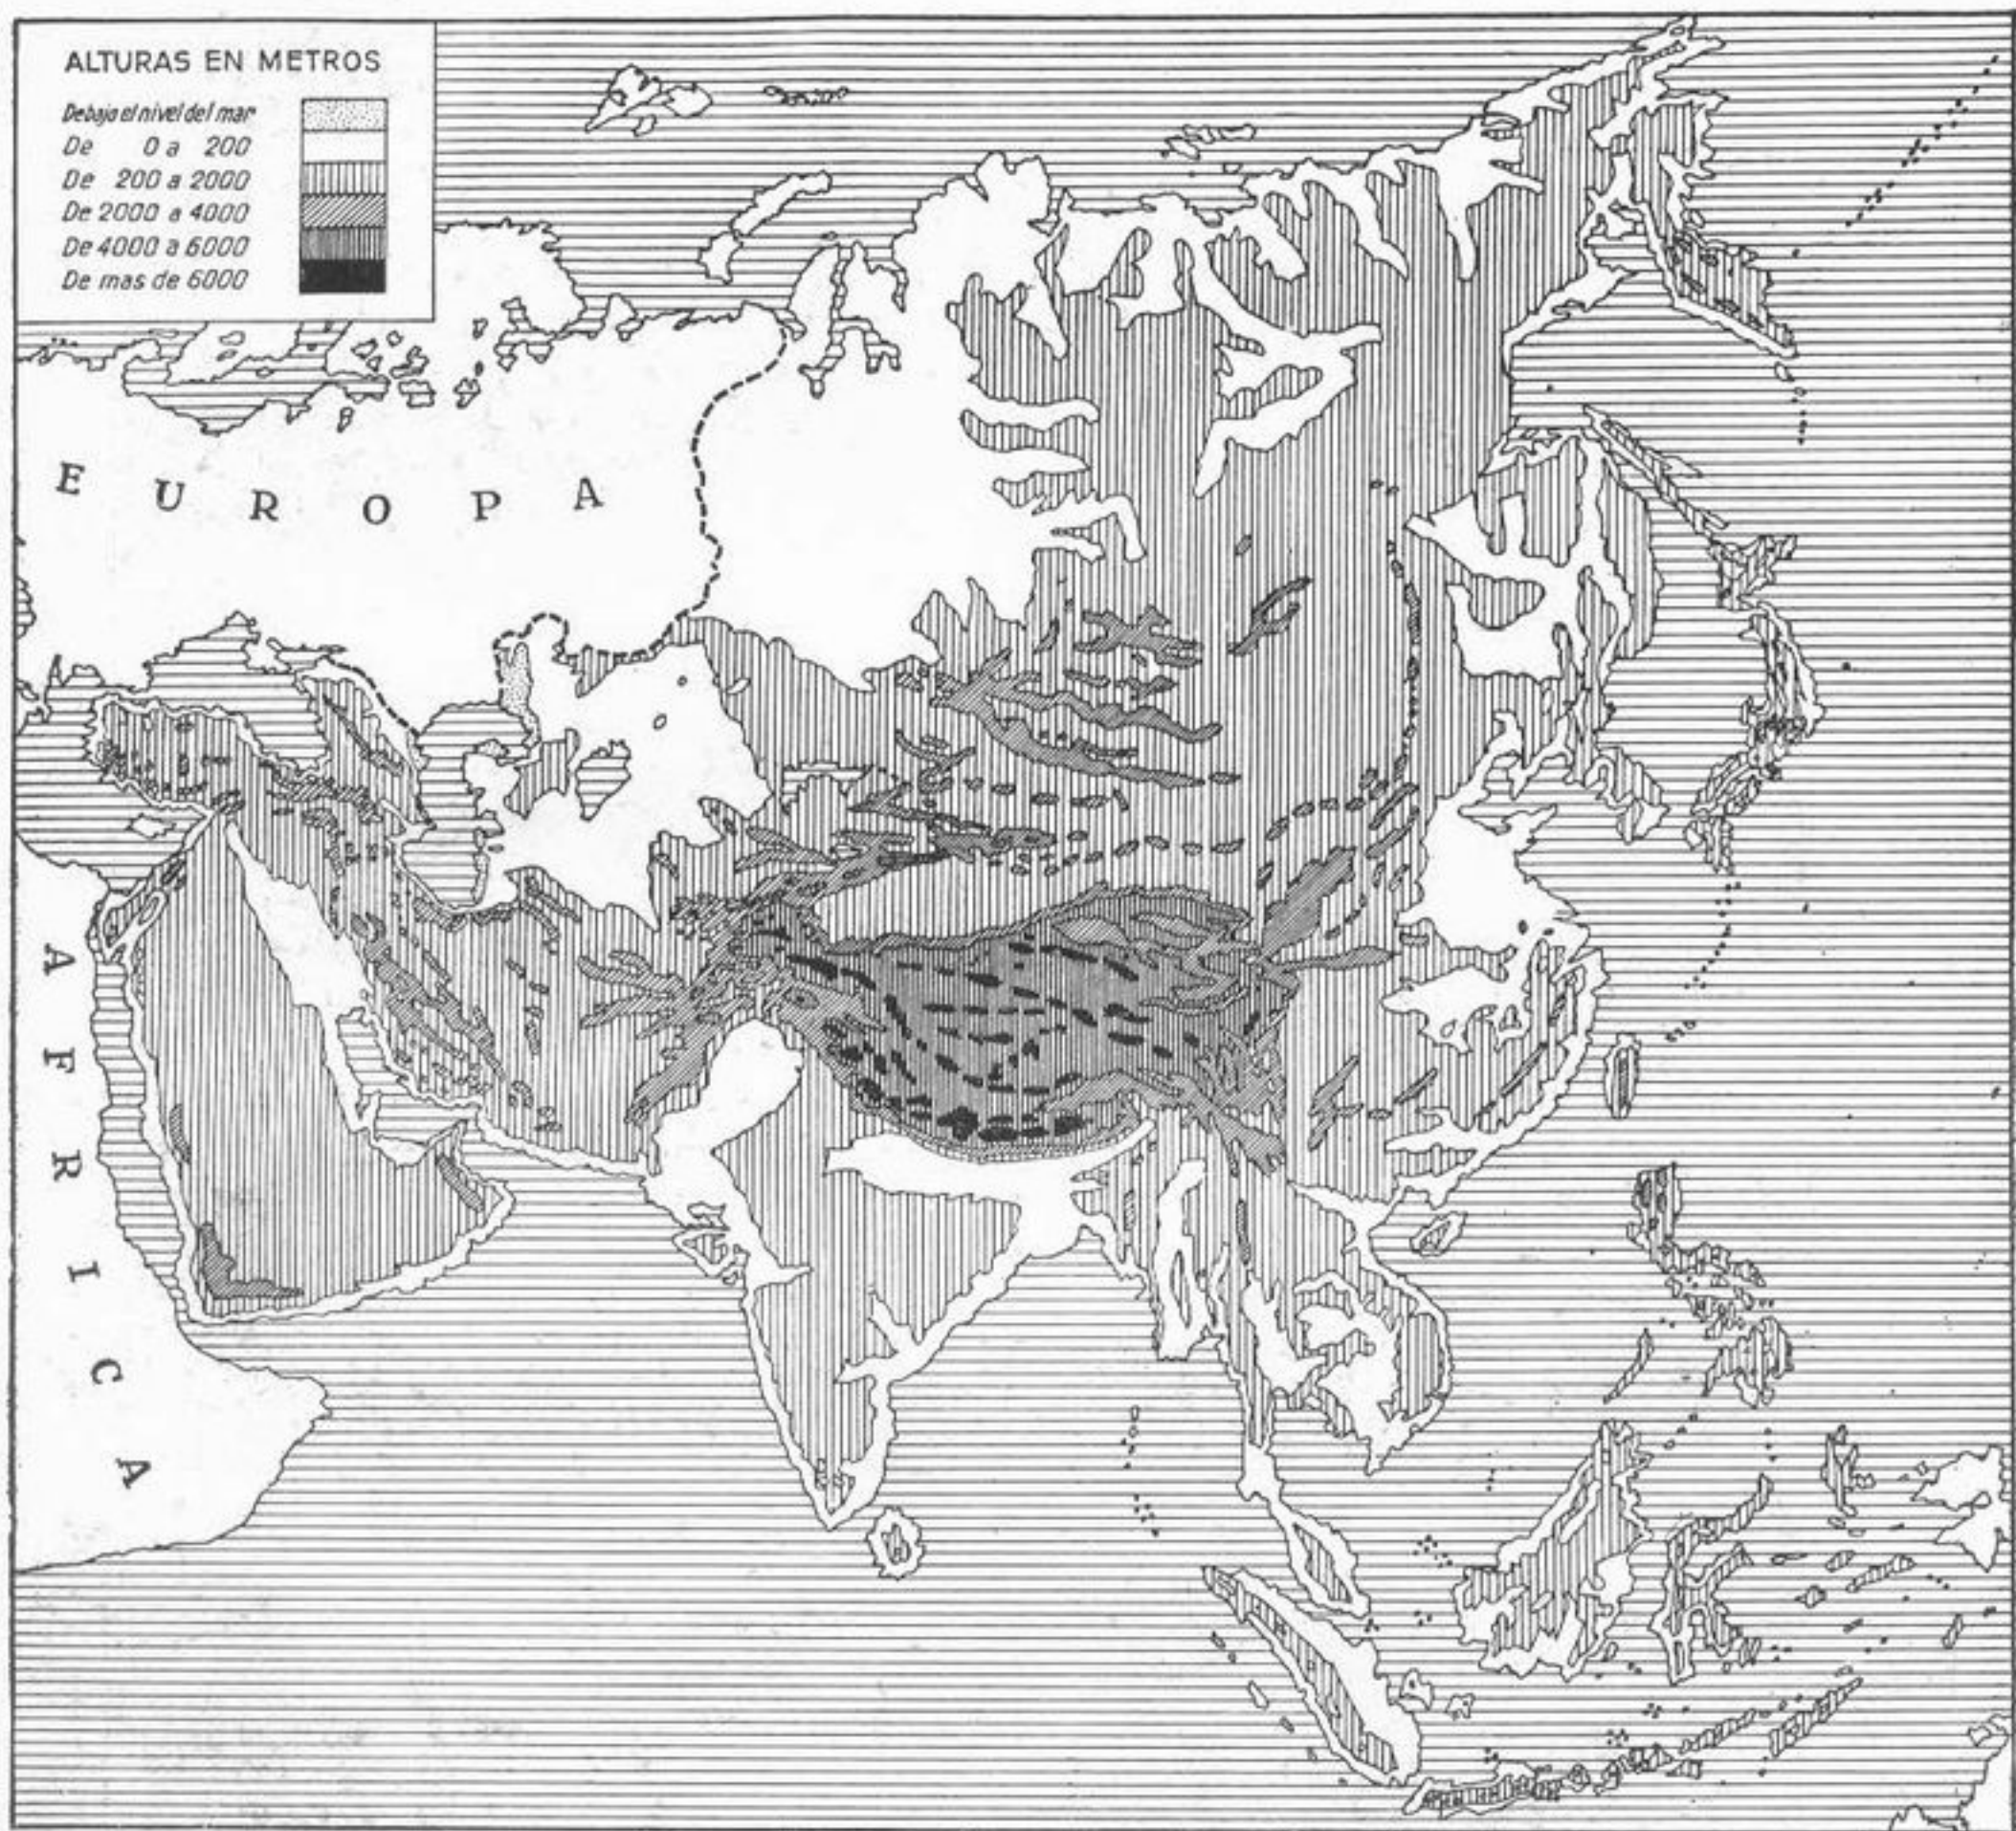 ALTURAS EN METROS
Debajo el nivel del mar
De 0 a 200
De 200 a 2000
De 2000 a 4000
De 4000 a 6000
De mas de 6000
EUROPA
AFRICA